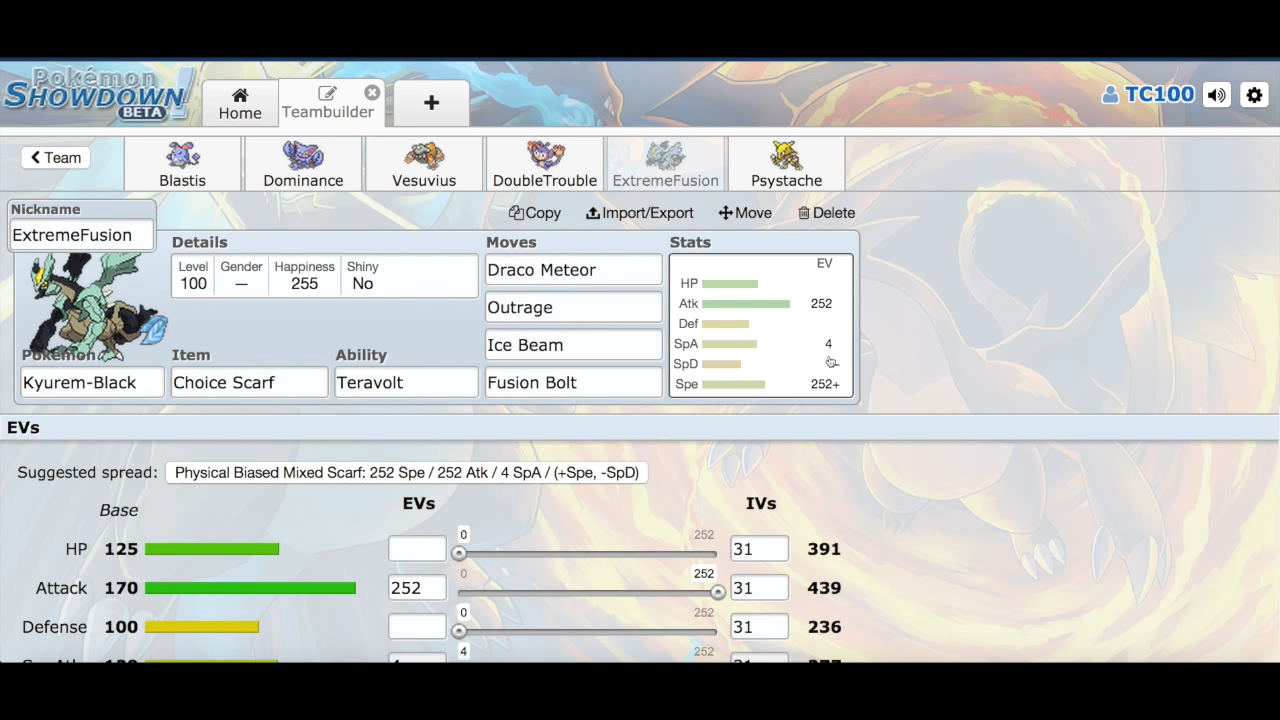 Pokémon
SHOWDOWN!
BETA
Home
Teambuilder
+
TC100
Team
Blastis
Dominance
Vesuvius
DoubleTrouble
ExtremeFusion
Psystache
Copy
Import/Export
Move
Delete
Nickname
ExtremeFusion
Details
Level Gender Happiness Shiny
100 — 255 No
Pokémon
Kyurem-Black
Item
Choice Scarf
Ability
Teravolt
Moves
Draco Meteor
Outrage
Ice Beam
Fusion Bolt
Stats
EV
HP
Atk 252
Def
SpA 4
SpD
Spe 252+
EVs
Suggested spread: Physical Biased Mixed Scarf: 252 Spe / 252 Atk / 4 SpA / (+Spe, -SpD)
Base EVs IVs
HP 125 0 252 31 391
Attack 170 252 0 252 31 439
Defense 100 0 252 31 236
4 252